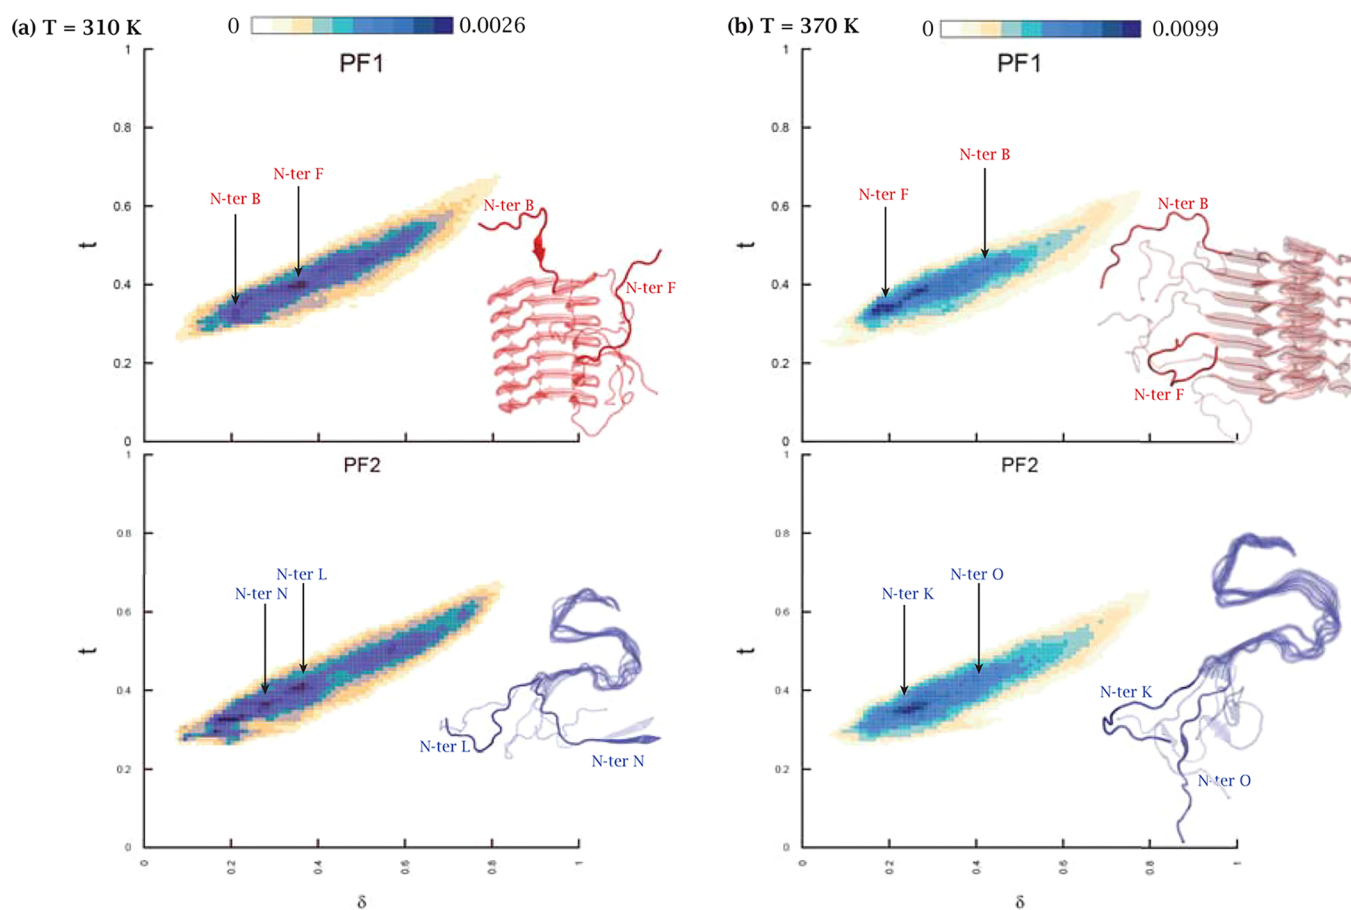 (a) T = 310 K
0
0.0026
PF1
1
0.8
0.6
0.4
0.2
0
t
N-ter B
N-ter F
N-ter B
N-ter F
(b) T = 370 K
0
0.0099
PF1
1
0.8
0.6
0.4
0.2
0
N-ter F
N-ter B
t
N-ter B
N-ter F
PF2
1
0.8
0.6
0.4
0.2
0
t
N-ter L
N-ter N
N-ter L
N-ter N
0
0.2
0.4
0.6
0.8
1
δ
PF2
1
0.8
0.6
0.4
0.2
0
t
N-ter O
N-ter K
N-ter K
N-ter O
0
0.2
0.4
0.6
0.8
1
δ